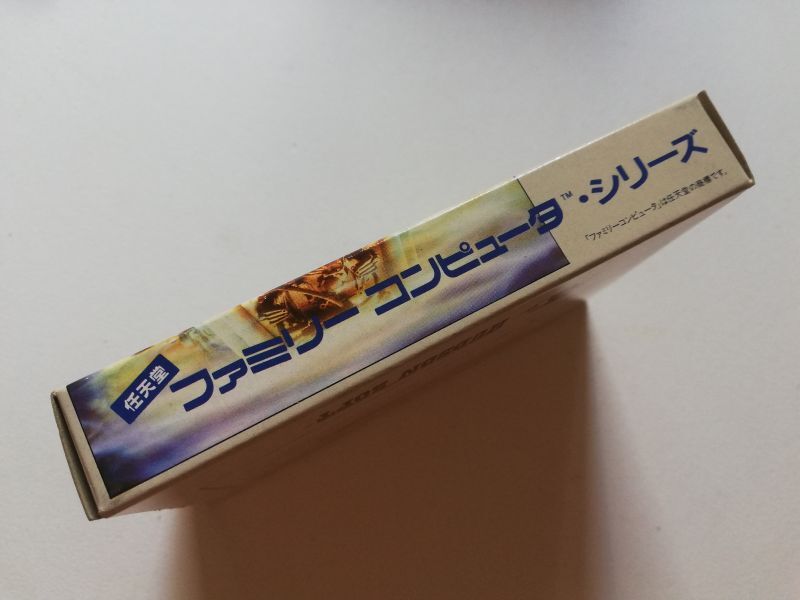 任天堂 ファミリー コンピュータ™・シリーズ
「ファミリーコンピュータ」は任天堂の商標です。
HUDSON SOFT